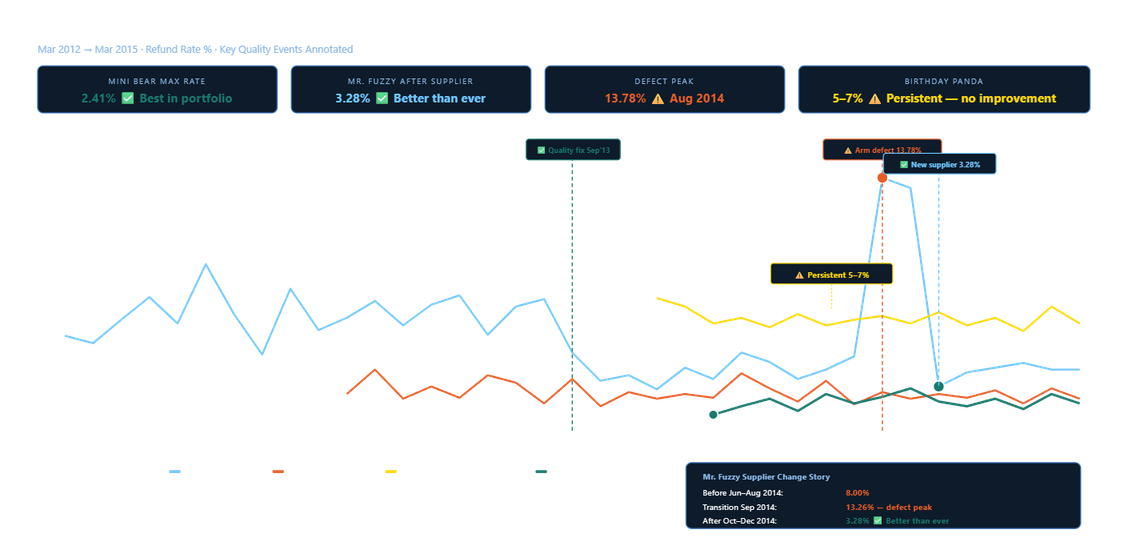 Mar 2012 → Mar 2015 · Refund Rate % · Key Quality Events Annotated
MINI BEAR MAX RATE
2.41% ✅ Best in portfolio
MR. FUZZY AFTER SUPPLIER
3.28% ✅ Better than ever
DEFECT PEAK
13.78% ⚠ Aug 2014
BIRTHDAY PANDA
5–7% ⚠ Persistent — no improvement
✅ Quality fix Sep'13
⚠ Arm defect 13.78%
✅ New supplier 3.28%
⚠ Persistent 5–7%
Mr. Fuzzy Supplier Change Story
Before Jun–Aug 2014: 8.00%
Transition Sep 2014: 13.26% — defect peak
After Oct–Dec 2014: 3.28% ✅ Better than ever